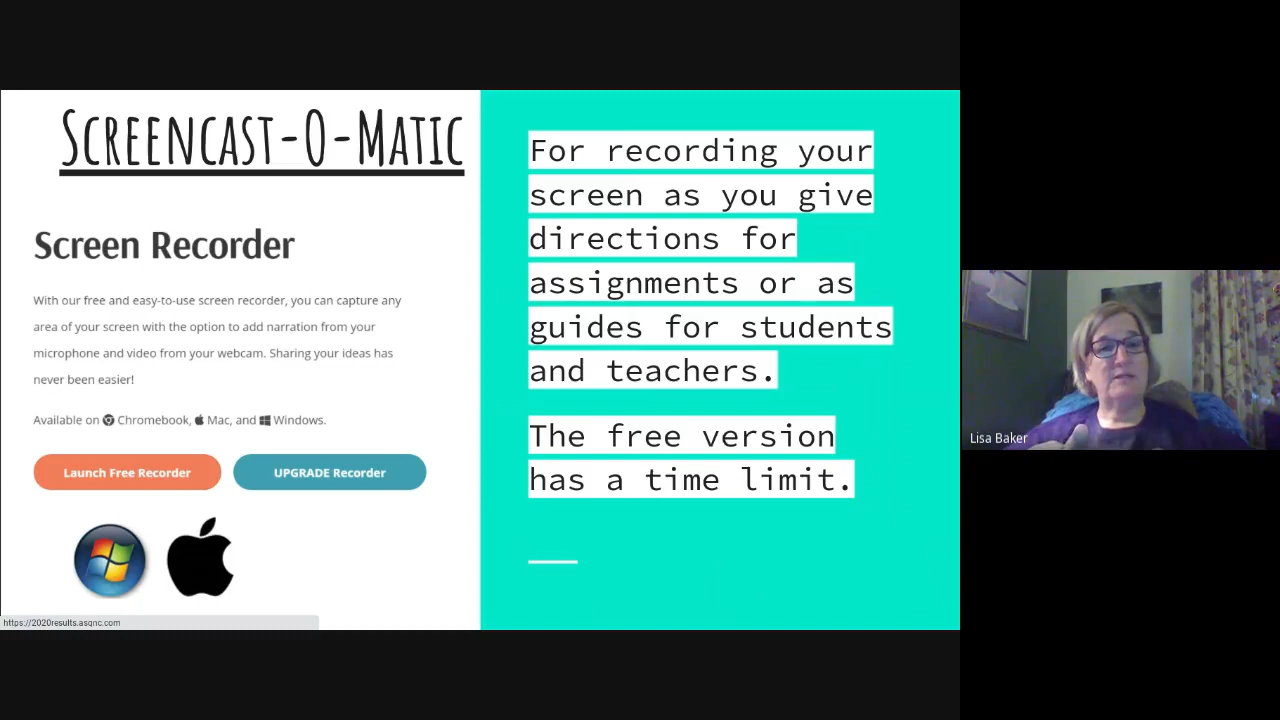 Screencast-O-Matic
Screen Recorder
With our free and easy-to-use screen recorder, you can capture any
area of your screen with the option to add narration from your
microphone and video from your webcam. Sharing your ideas has
never been easier!
Available on Chromebook, Mac, and Windows.
Launch Free Recorder
UPGRADE Recorder
https://2020results.asqnc.com
For recording your
screen as you give
directions for
assignments or as
guides for students
and teachers.
The free version
has a time limit.
Lisa Baker